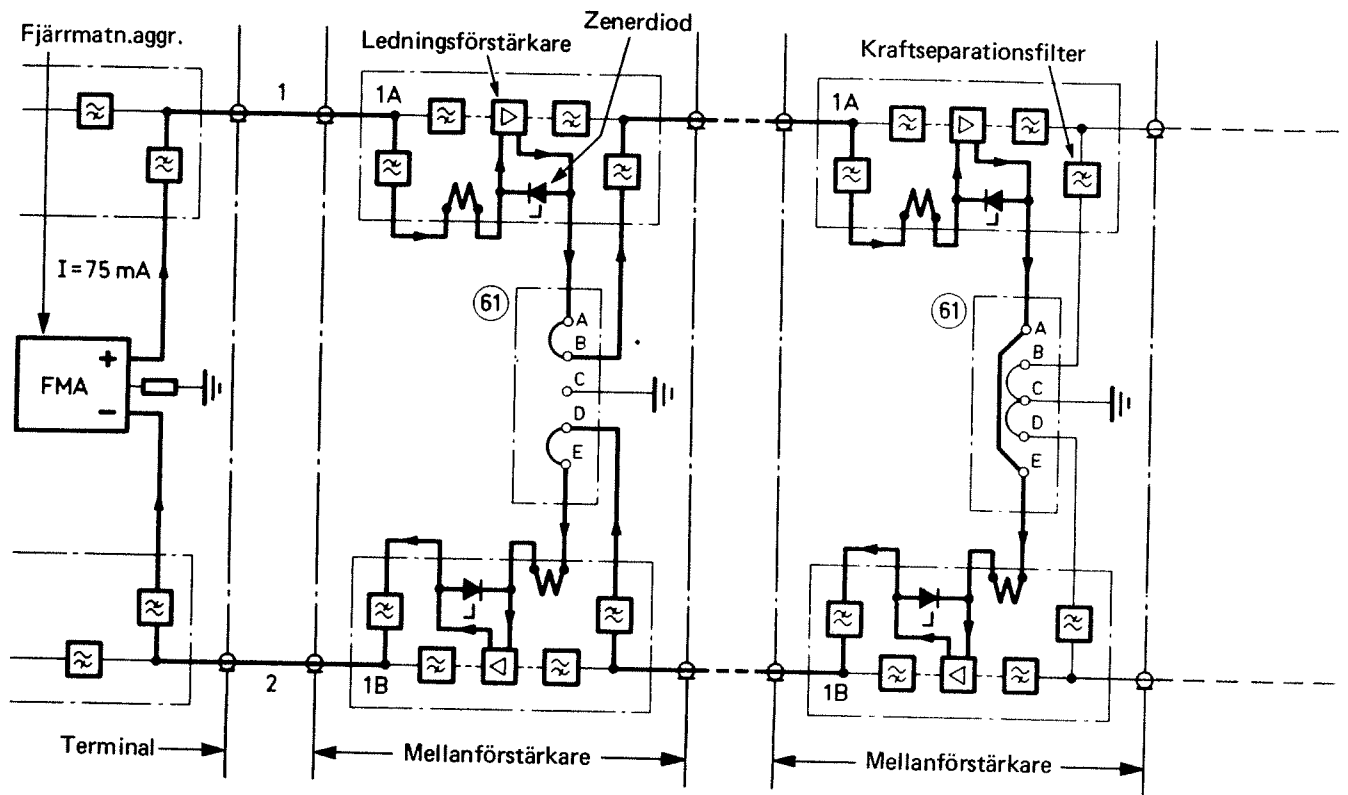 Fjärrmatn.aggr.
Ledningsförstärkare
Zenerdiod
Kraftseparationsfilter
1
1A
1A
I=75 mA
61
61
FMA
+
−
A
B
C
D
E
A
B
C
D
E
2
1B
1B
Terminal
Mellanförstärkare
Mellanförstärkare